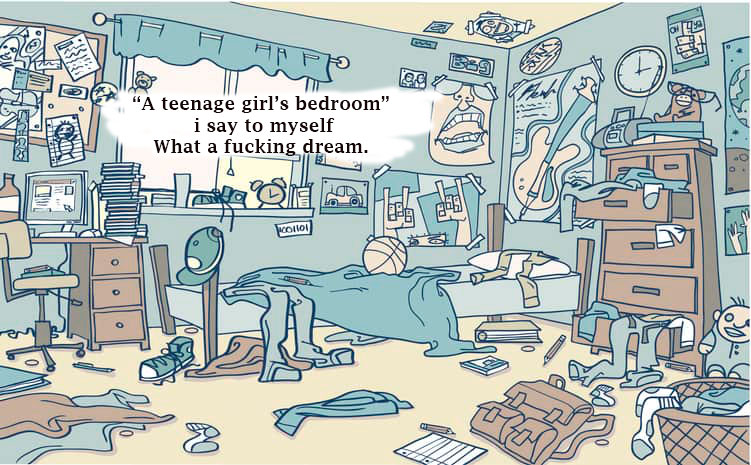 “A teenage girl’s bedroom”
i say to myself
What a fucking dream.